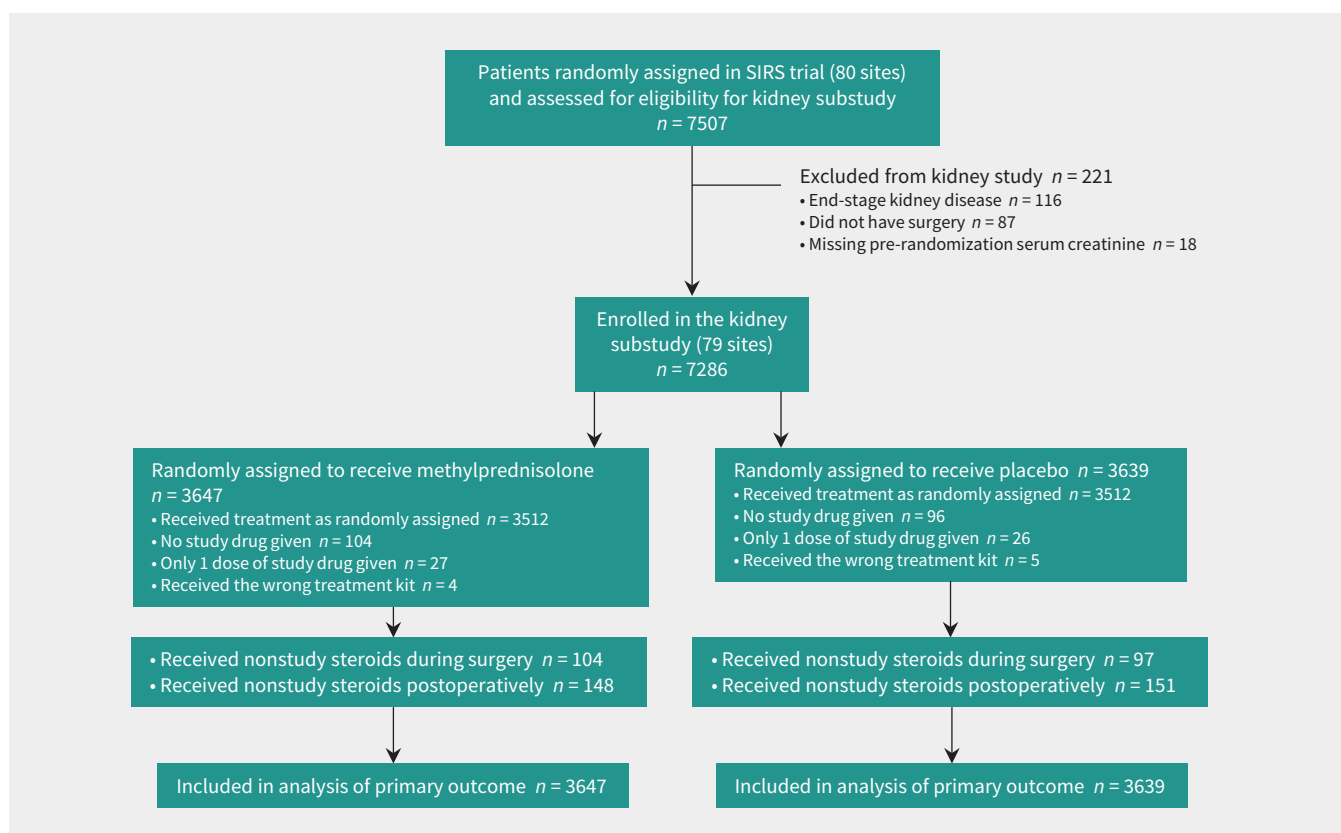 Patients randomly assigned in SIRS trial (80 sites)
and assessed for eligibility for kidney substudy
n = 7507
Excluded from kidney study n = 221
• End-stage kidney disease n = 116
• Did not have surgery n = 87
• Missing pre-randomization serum creatinine n = 18
Enrolled in the kidney
substudy (79 sites)
n = 7286
Randomly assigned to receive methylprednisolone
n = 3647
• Received treatment as randomly assigned n = 3512
• No study drug given n = 104
• Only 1 dose of study drug given n = 27
• Received the wrong treatment kit n = 4
Randomly assigned to receive placebo n = 3639
• Received treatment as randomly assigned n = 3512
• No study drug given n = 96
• Only 1 dose of study drug given n = 26
• Received the wrong treatment kit n = 5
• Received nonstudy steroids during surgery n = 104
• Received nonstudy steroids postoperatively n = 148
• Received nonstudy steroids during surgery n = 97
• Received nonstudy steroids postoperatively n = 151
Included in analysis of primary outcome n = 3647
Included in analysis of primary outcome n = 3639